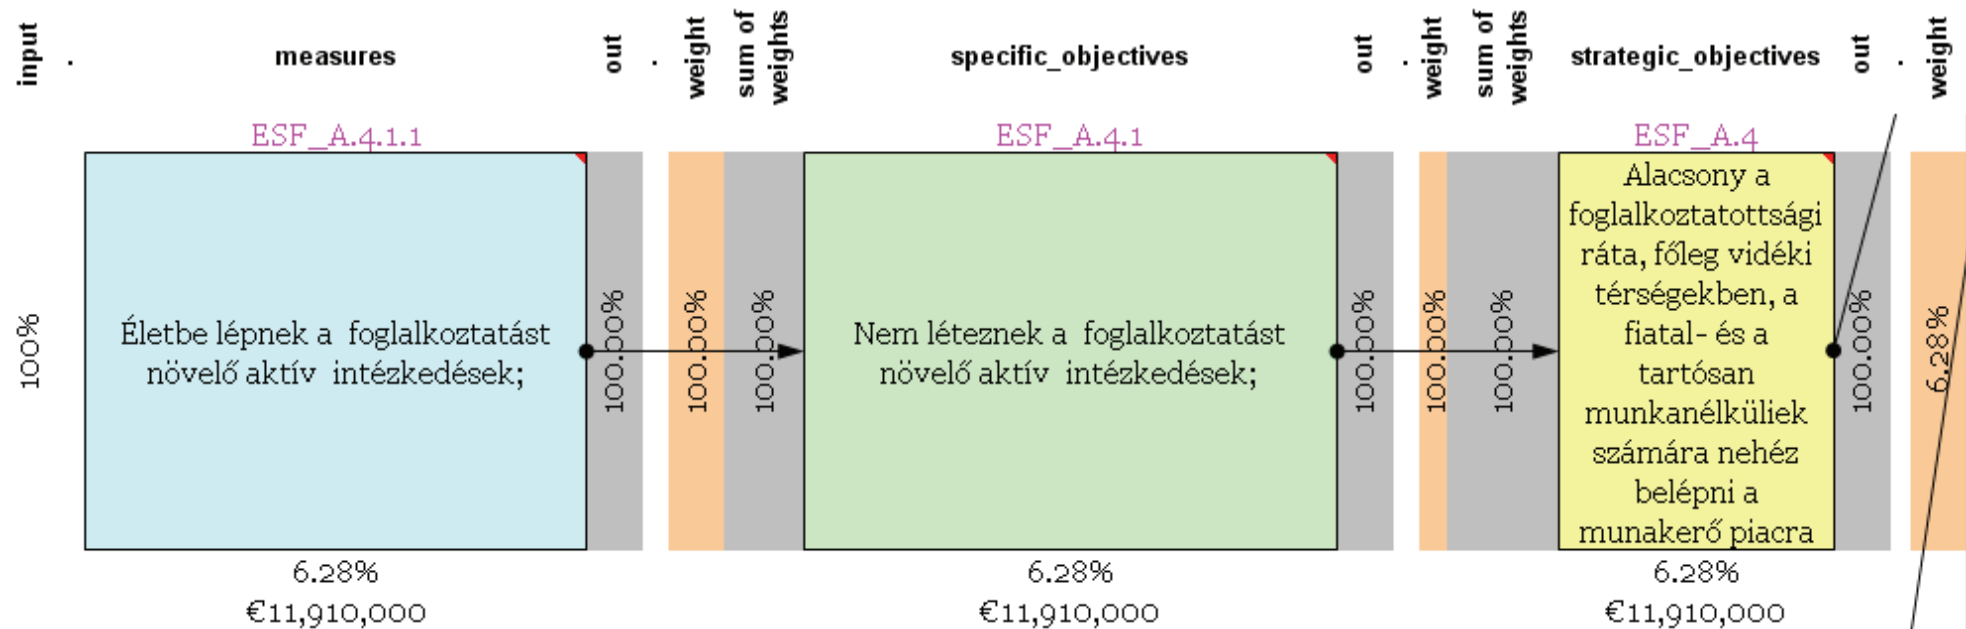 input
.
measures
out
.
weight
sum of
weights
specific_objectives
out
.
weight
sum of
weights
strategic_objectives
out
.
weight
ESF_A.4.1.1
ESF_A.4.1
ESF_A.4
100%
Életbe lépnek a foglalkoztatást
növelő aktív intézkedések;
100.00%
100.00%
100.00%
Nem léteznek a foglalkoztatást
növelő aktív intézkedések;
100.00%
100.00%
100.00%
Alacsony a
foglalkoztatottsági
ráta, főleg vidéki
térségekben, a
fiatal- és a
tartósan
munkanélküliek
számára nehéz
belépni a
munakerő piacra
100.00%
6.28%
6.28%
€11,910,000
6.28%
€11,910,000
6.28%
€11,910,000